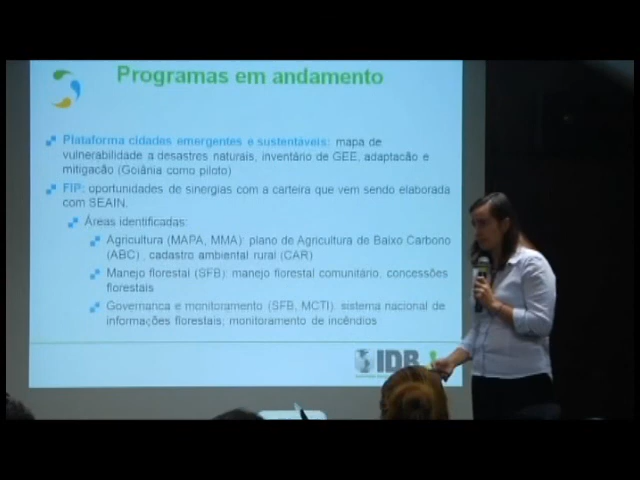 Programas em andamento
Plataforma cidades emergentes e sustentáveis: mapa de
vulnerabilidade a desastres naturais, inventário de GEE, adaptação e
mitigação (Goiânia como piloto)
FIP: oportunidades de sinergias com a carteira que vem sendo elaborada
com SEAIN.
Áreas identificadas:
Agricultura (MAPA, MMA): plano de Agricultura de Baixo Carbono
(ABC), cadastro ambiental rural (CAR)
Manejo florestal (SFB): manejo florestal comunitário, concessões
florestais
Governança e monitoramento (SFB, MCTI): sistema nacional de
informações florestais; monitoramento de incêndios
IDB